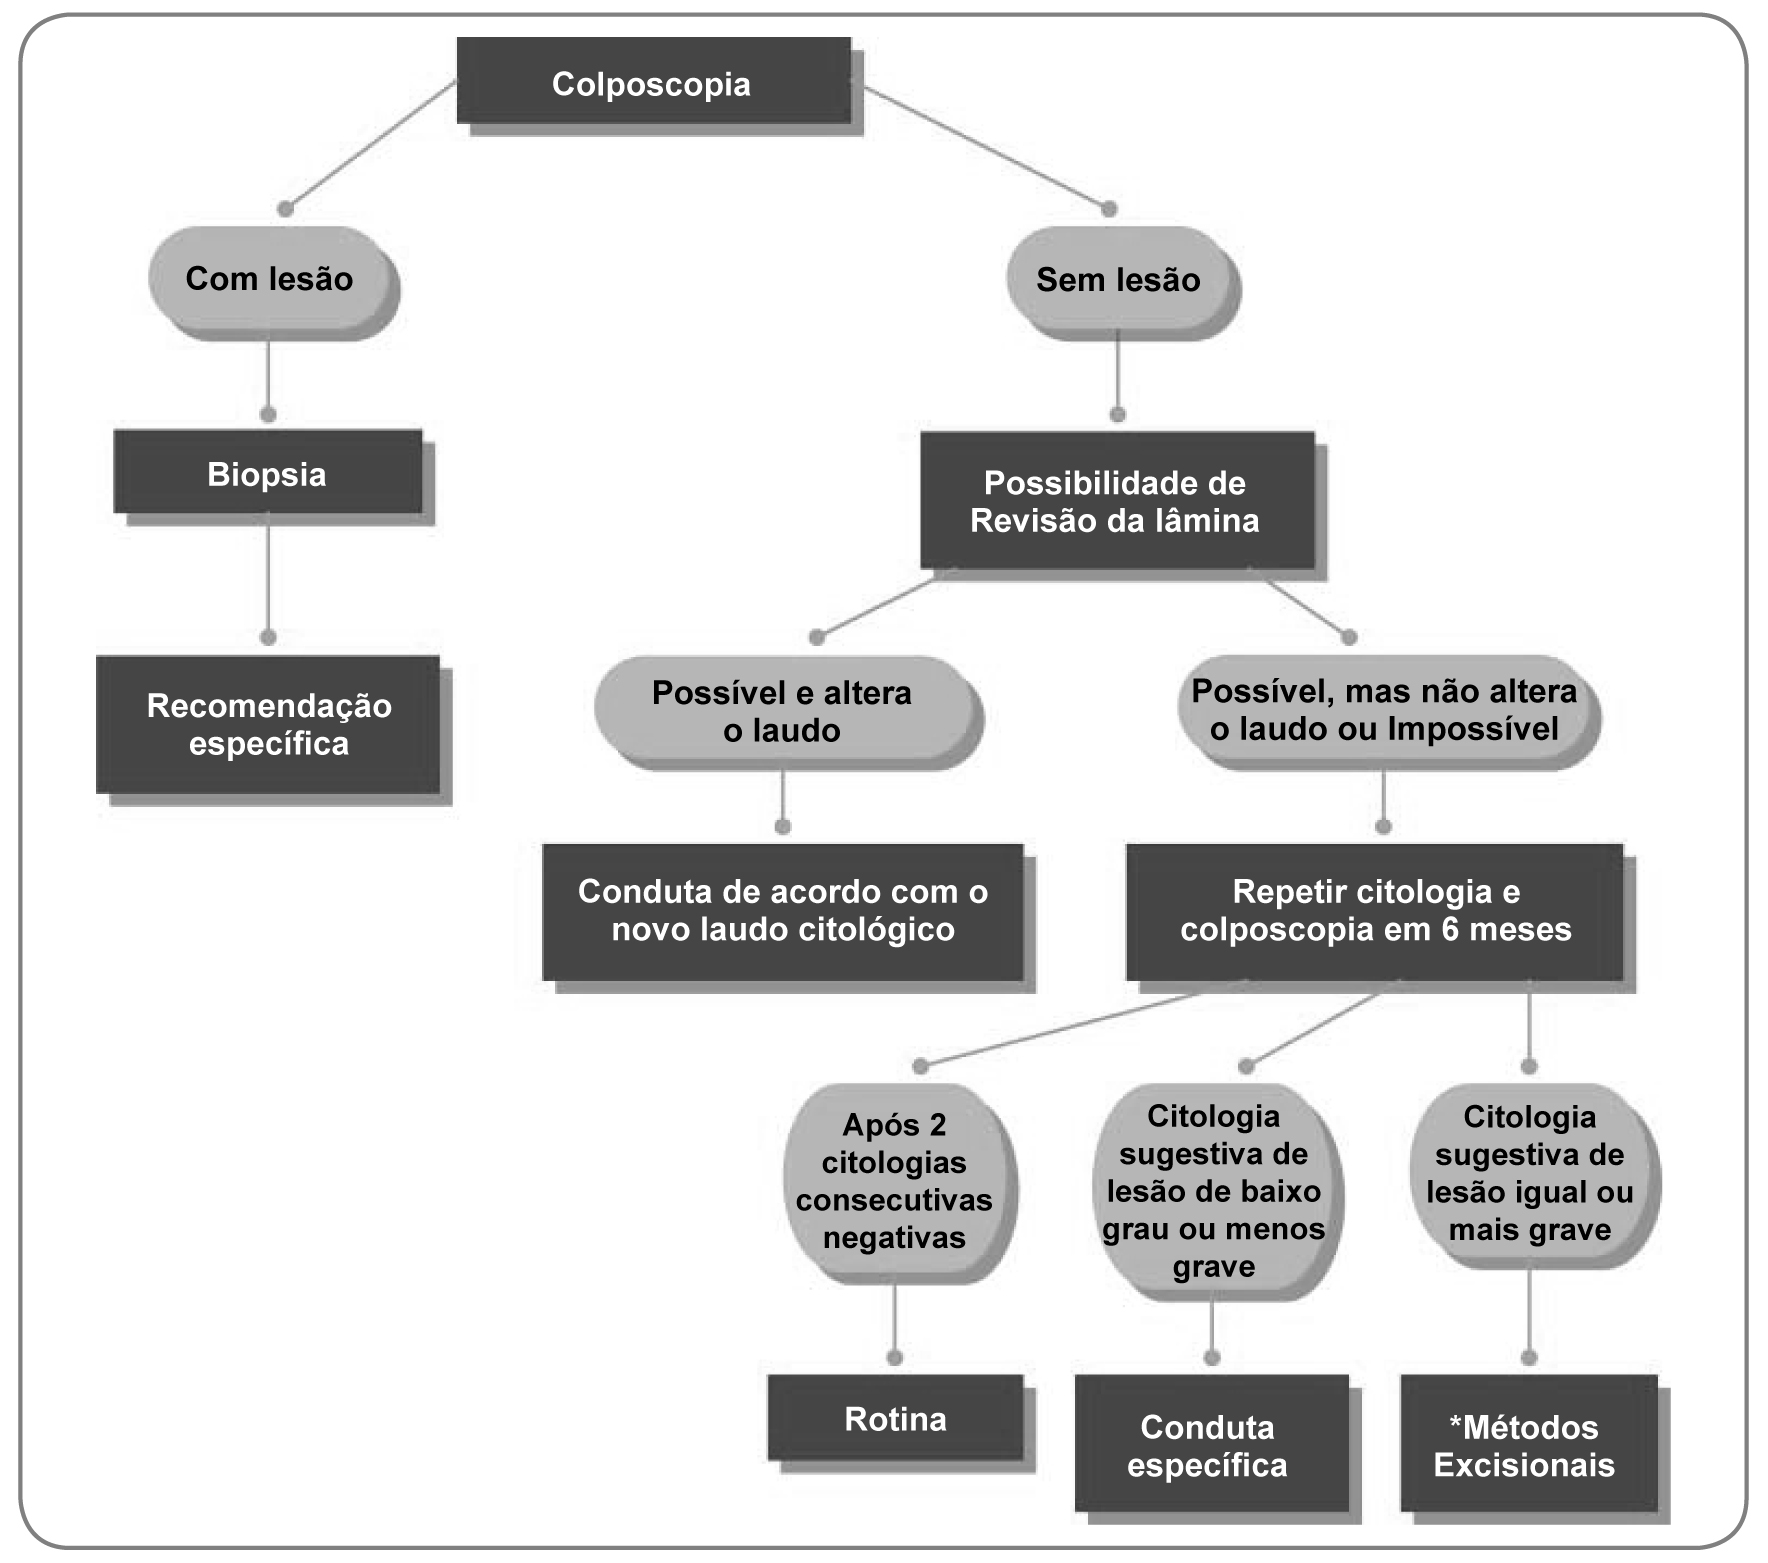 Colposcopia
Com lesão
Sem lesão
Biopsia
Possibilidade de
Revisão da lâmina
Recomendação
específica
Possível e altera
o laudo
Possível, mas não altera
o laudo ou Impossível
Conduta de acordo com o
novo laudo citológico
Repetir citologia e
colposcopia em 6 meses
Após 2
citologias
consecutivas
negativas
Citologia
sugestiva de
lesão de baixo
grau ou menos
grave
Citologia
sugestiva de
lesão igual ou
mais grave
Rotina
Conduta
específica
*Métodos
Excisionais